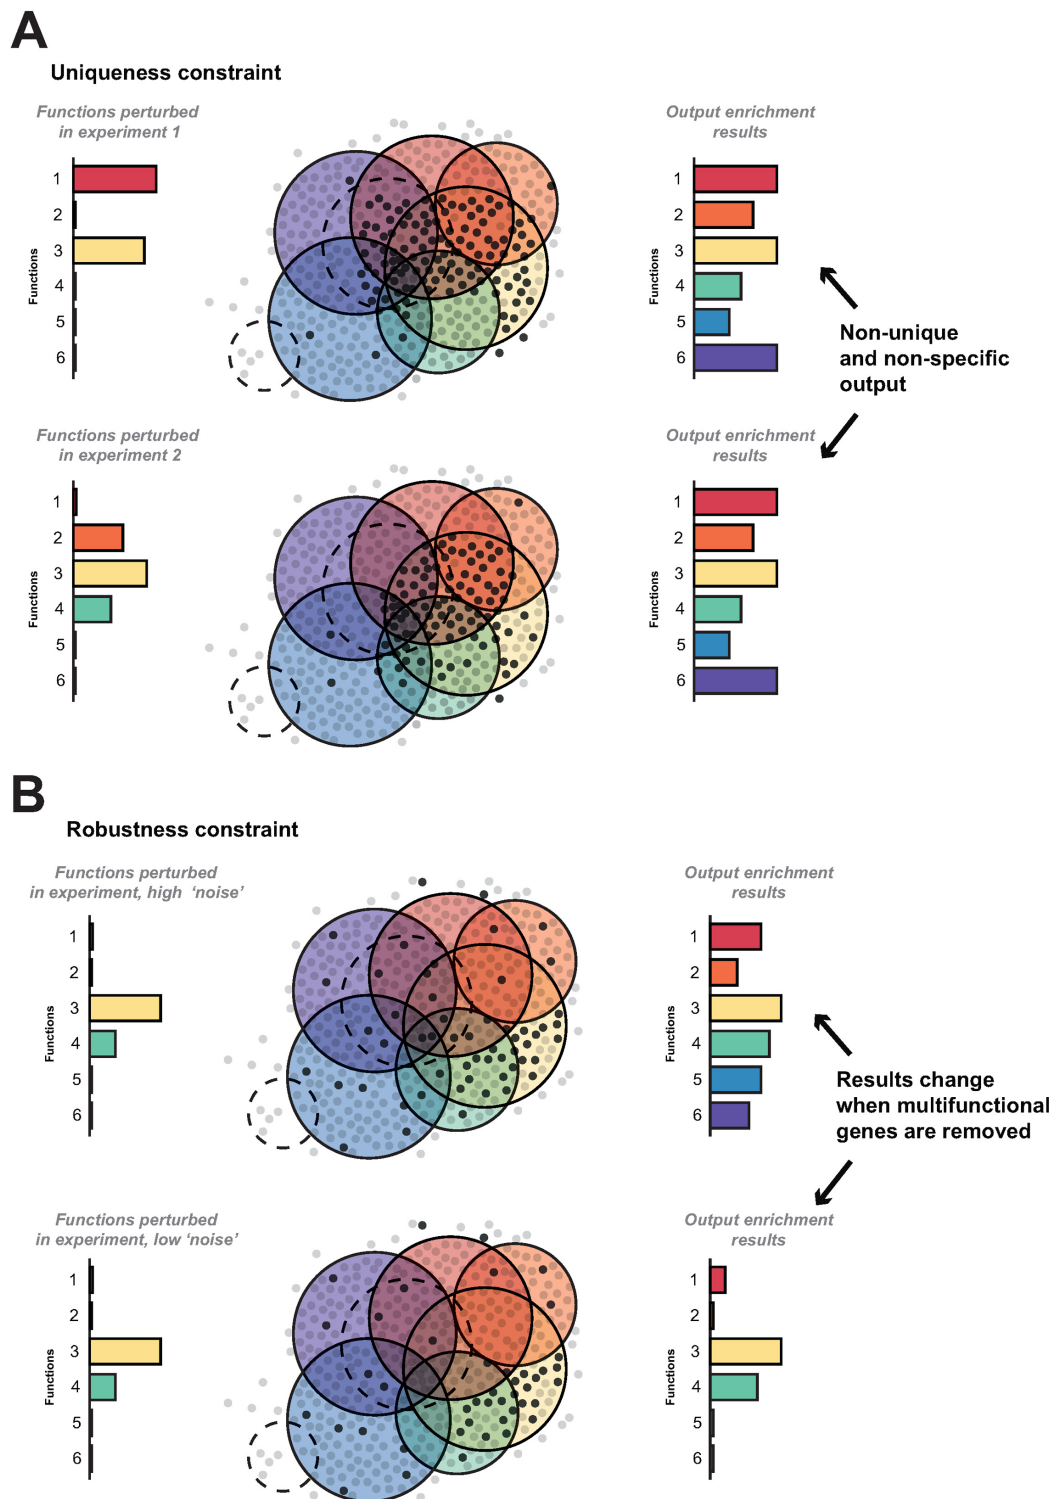 A
Uniqueness constraint
Functions perturbed
in experiment 1
Output enrichment
results
1
2
3
4
5
6
Functions
1
2
3
4
5
6
Functions
Non-unique
and non-specific
output
Functions perturbed
in experiment 2
Output enrichment
results
1
2
3
4
5
6
Functions
1
2
3
4
5
6
Functions
B
Robustness constraint
Functions perturbed
in experiment, high ‘noise’
Output enrichment
results
1
2
3
4
5
6
Functions
1
2
3
4
5
6
Functions
Results change
when multifunctional
genes are removed
Functions perturbed
in experiment, low ‘noise’
Output enrichment
results
1
2
3
4
5
6
Functions
1
2
3
4
5
6
Functions